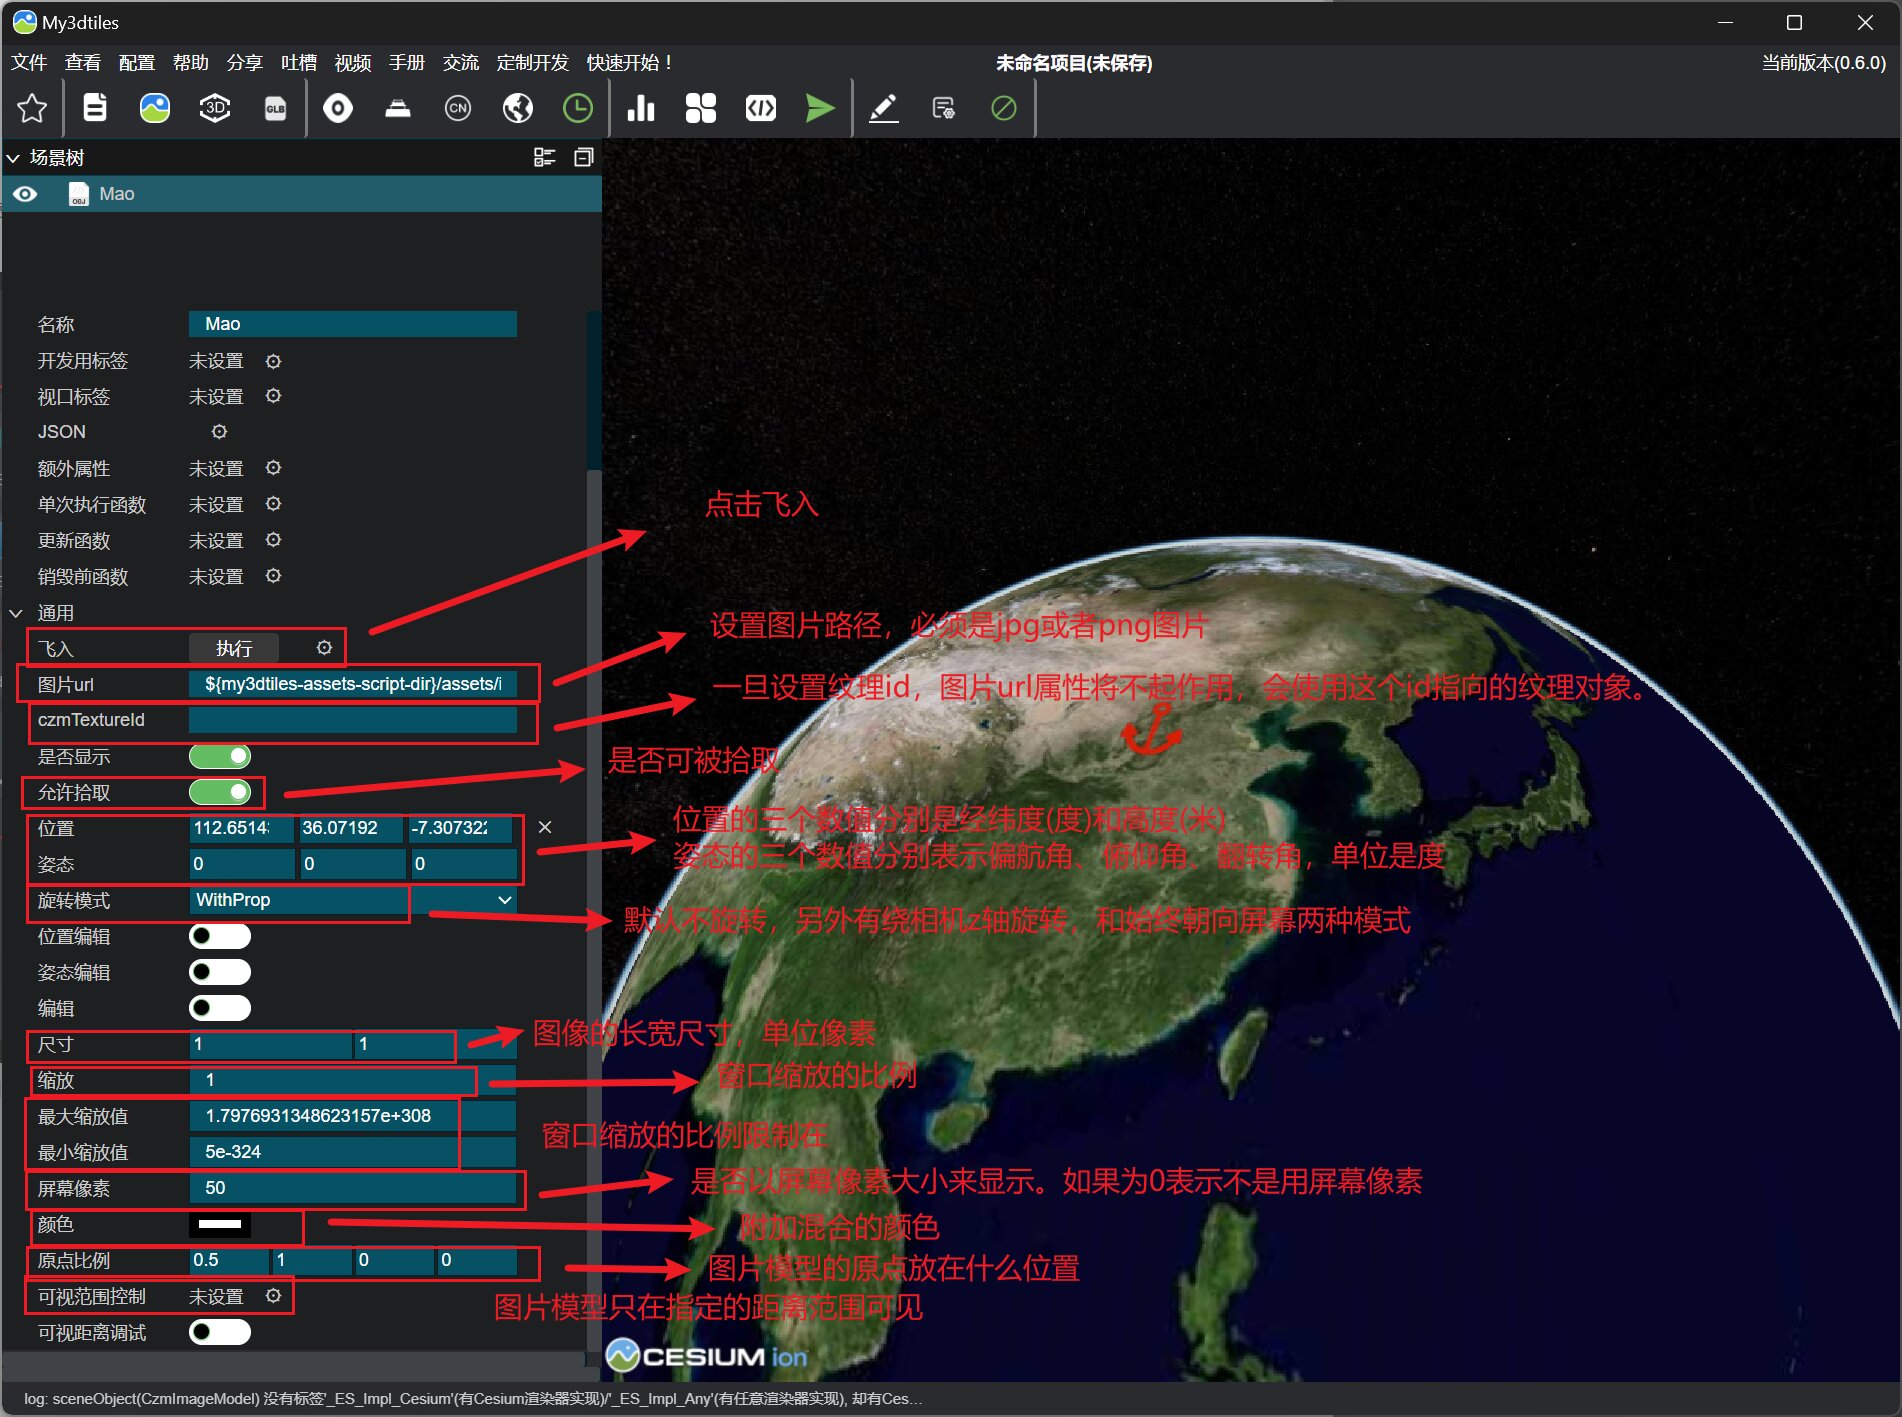 My3dtiles
文件 查看 配置 帮助 分享 吐槽 视频 手册 交流 定制开发 快速开始！ 未命名项目(未保存) 当前版本(0.6.0)
3D GLB CN
场景树
OBJ Mao
名称 Mao
开发用标签 未设置
视口标签 未设置
JSON
额外属性 未设置
单次执行函数 未设置
点击飞入
更新函数 未设置
销毁前函数 未设置
通用
设置图片路径，必须是jpg或者png图片
飞入 执行
图片url ${my3dtiles-assets-script-dir}/assets/i
一旦设置纹理id，图片url属性将不起作用，会使用这个id指向的纹理对象。
czmTextureId
是否显示
是否可被拾取
允许拾取
位置 112.6514 36.07192 -7.307322
位置的三个数值分别是经纬度(度)和高度(米)
姿态 0 0 0
姿态的三个数值分别表示偏航角、俯仰角、翻转角，单位是度
旋转模式 WithProp
默认不旋转，另外有绕相机z轴旋转，和始终朝向屏幕两种模式
位置编辑
姿态编辑
编辑
尺寸 1 1
图像的长宽尺寸，单位像素
缩放 1
窗口缩放的比例
最大缩放值 1.7976931348623157e+308
窗口缩放的比例限制在
最小缩放值 5e-324
屏幕像素 50
是否以屏幕像素大小来显示。如果为0表示不是用屏幕像素
颜色
附加混合的颜色
原点比例 0.5 1 0 0
图片模型的原点放在什么位置
可视范围控制 未设置
图片模型只在指定的距离范围可见
可视距离调试
CESIUM ion
log: sceneObject(CzmImageModel) 没有标签'_ES_Impl_Cesium'(有Cesium渲染器实现)/'_ES_Impl_Any'(有任意渲染器实现), 却有Ces...